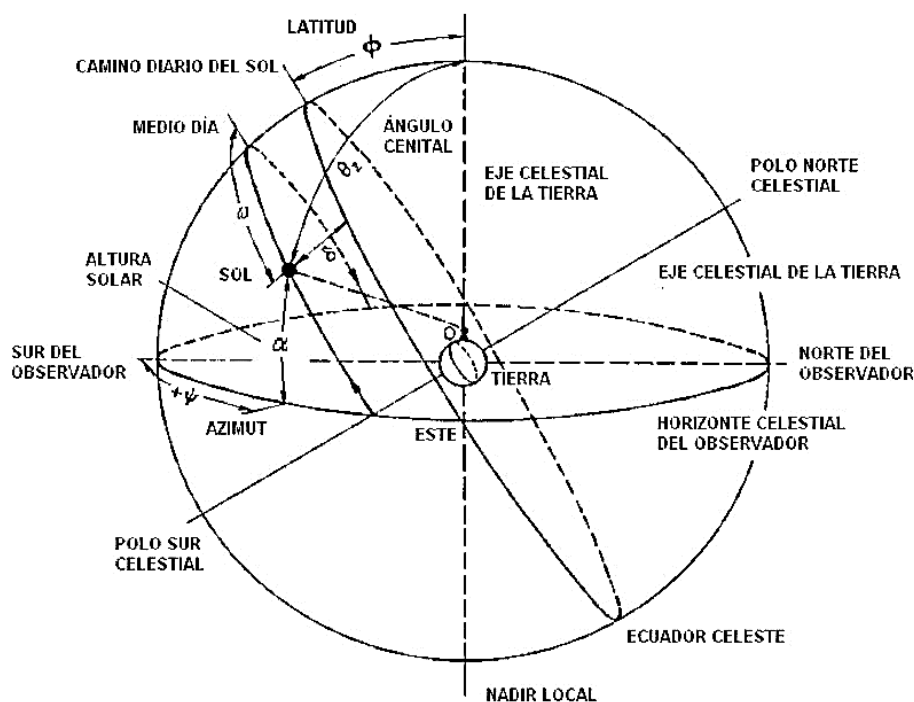 LATITUD
ϕ
CAMINO DIARIO DEL SOL
MEDIO DÍA
ÁNGULO
CENITAL
θz
EJE CELESTIAL
DE LA TIERRA
POLO NORTE
CELESTIAL
ω
δ
ALTURA
SOLAR
SOL
EJE CELESTIAL DE LA TIERRA
α
O
SUR DEL
OBSERVADOR
TIERRA
NORTE DEL
OBSERVADOR
+ψ
AZIMUT
ESTE
HORIZONTE CELESTIAL
DEL OBSERVADOR
POLO SUR
CELESTIAL
ECUADOR CELESTE
NADIR LOCAL